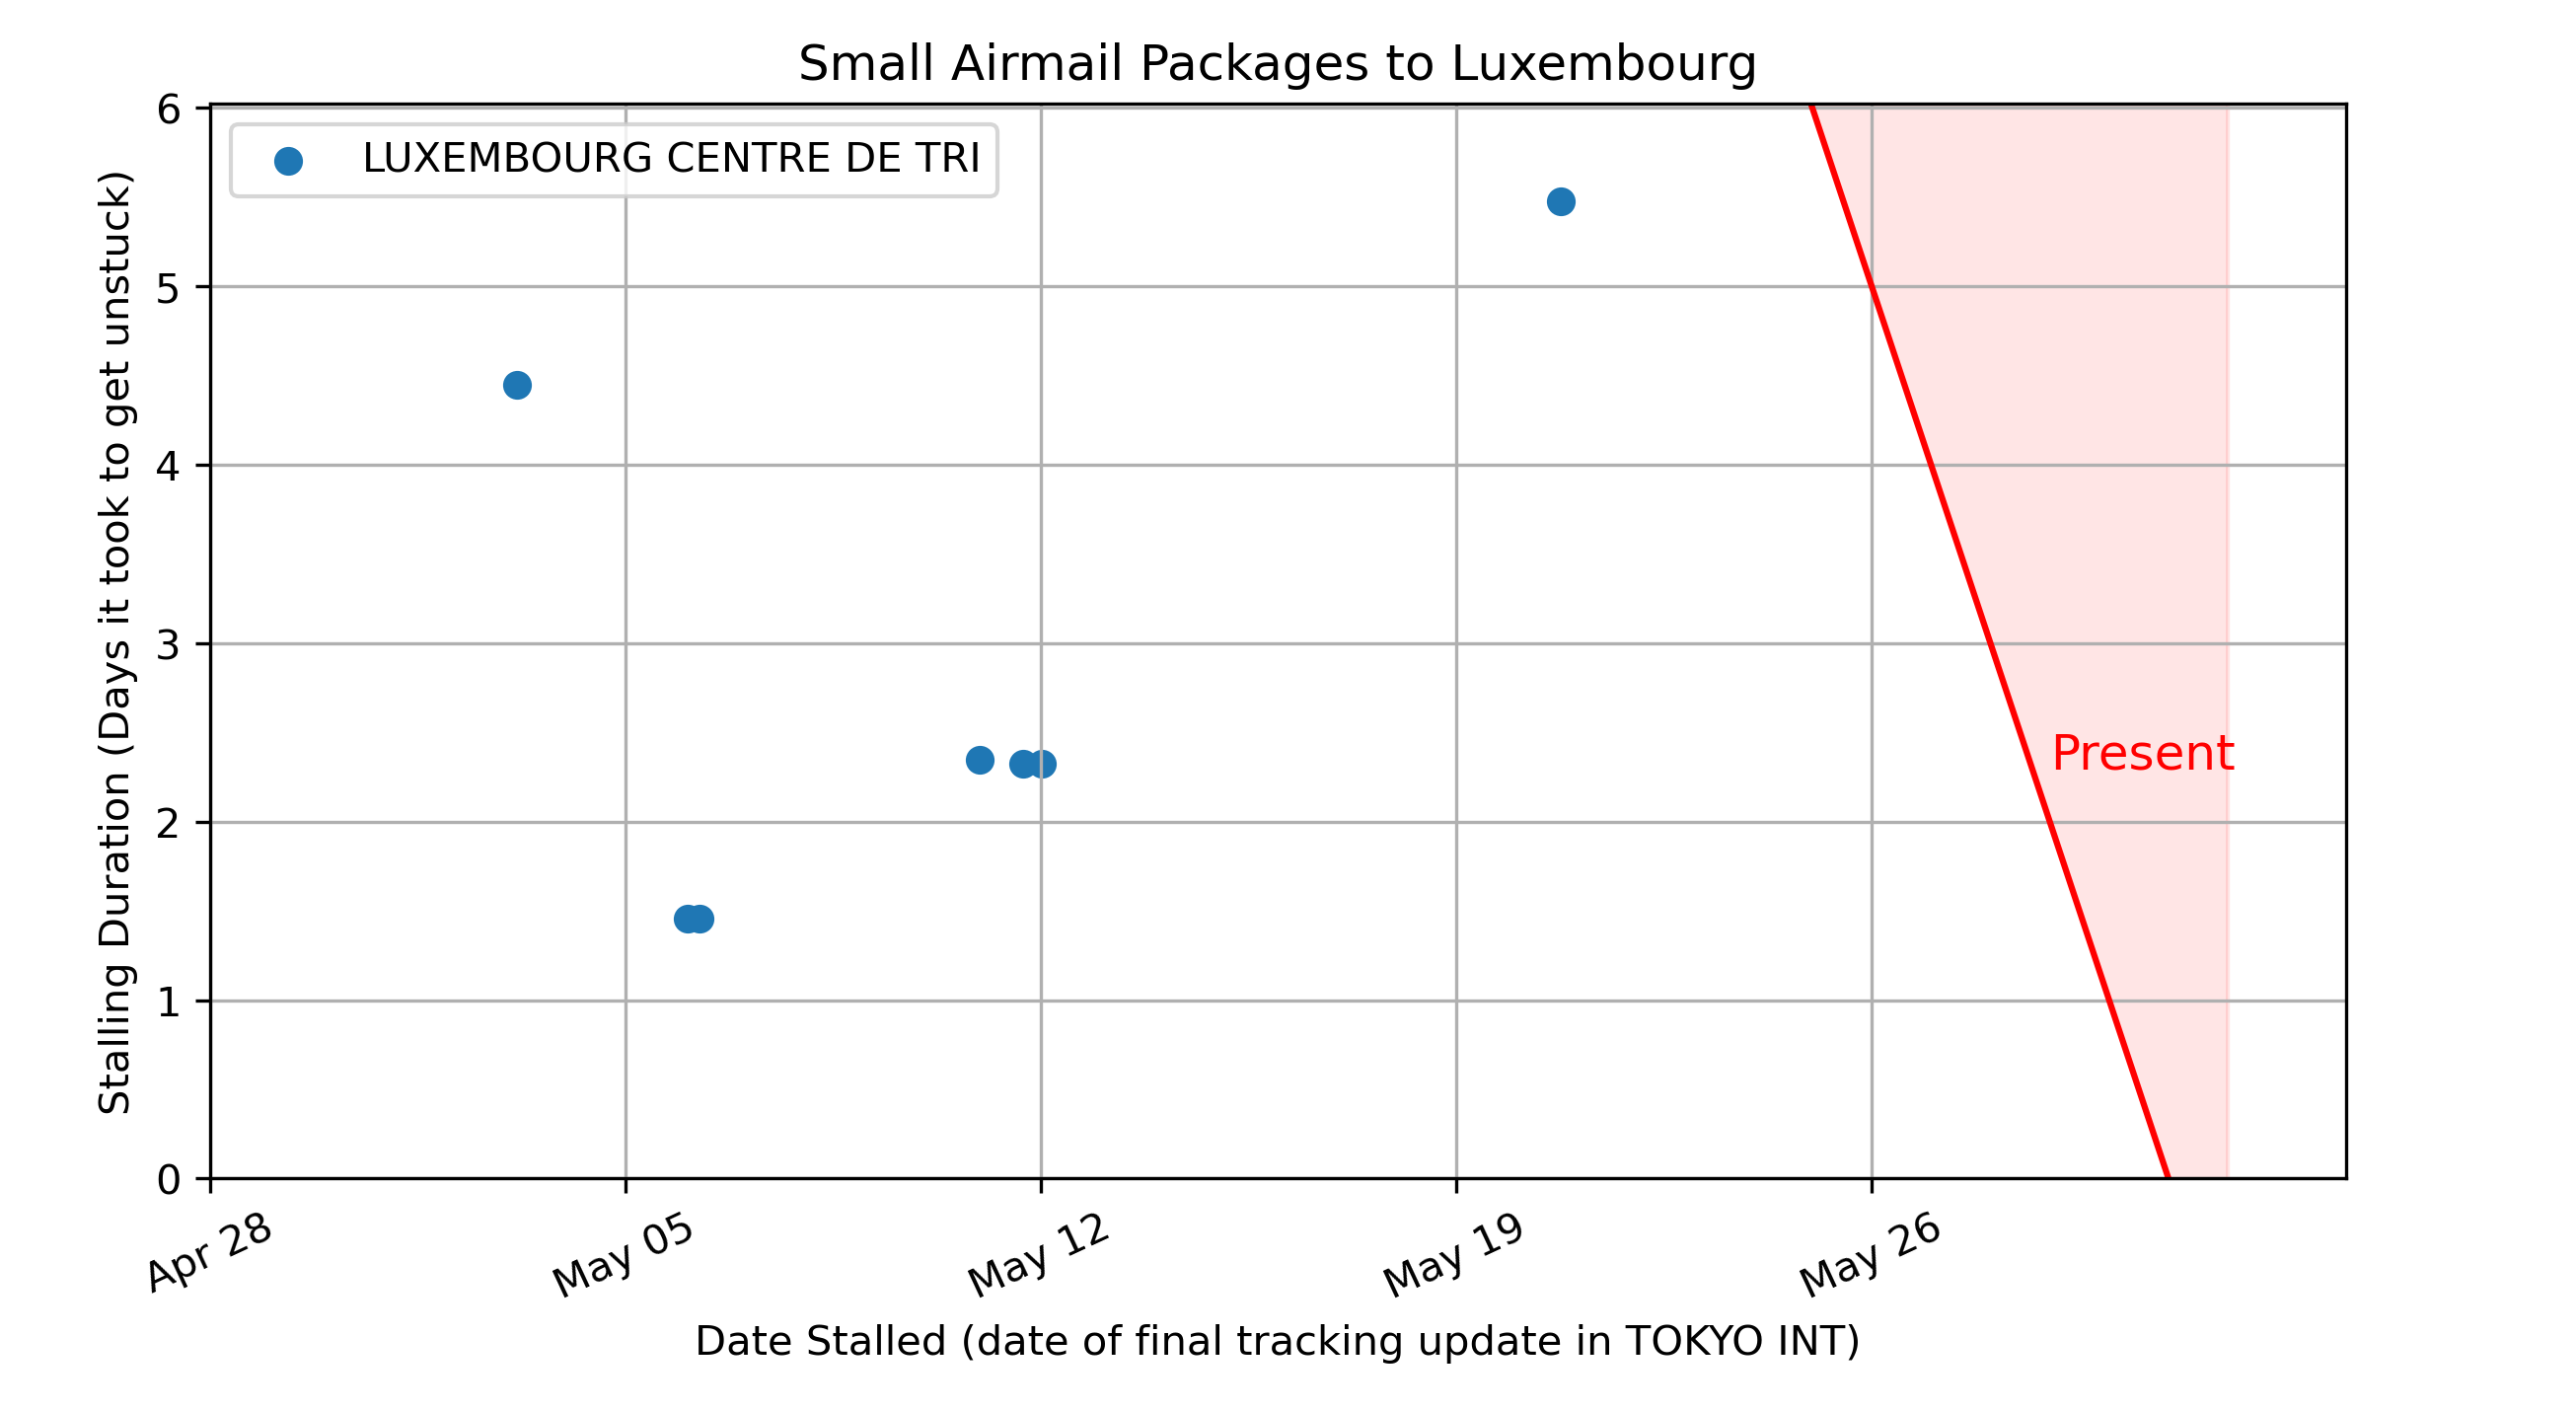 Small Airmail Packages to Luxembourg
LUXEMBOURG CENTRE DE TRI
Stalling Duration (Days it took to get unstuck)
6
5
4
3
2
1
0
Present
Apr 28
May 05
May 12
May 19
May 26
Date Stalled (date of final tracking update in TOKYO INT)